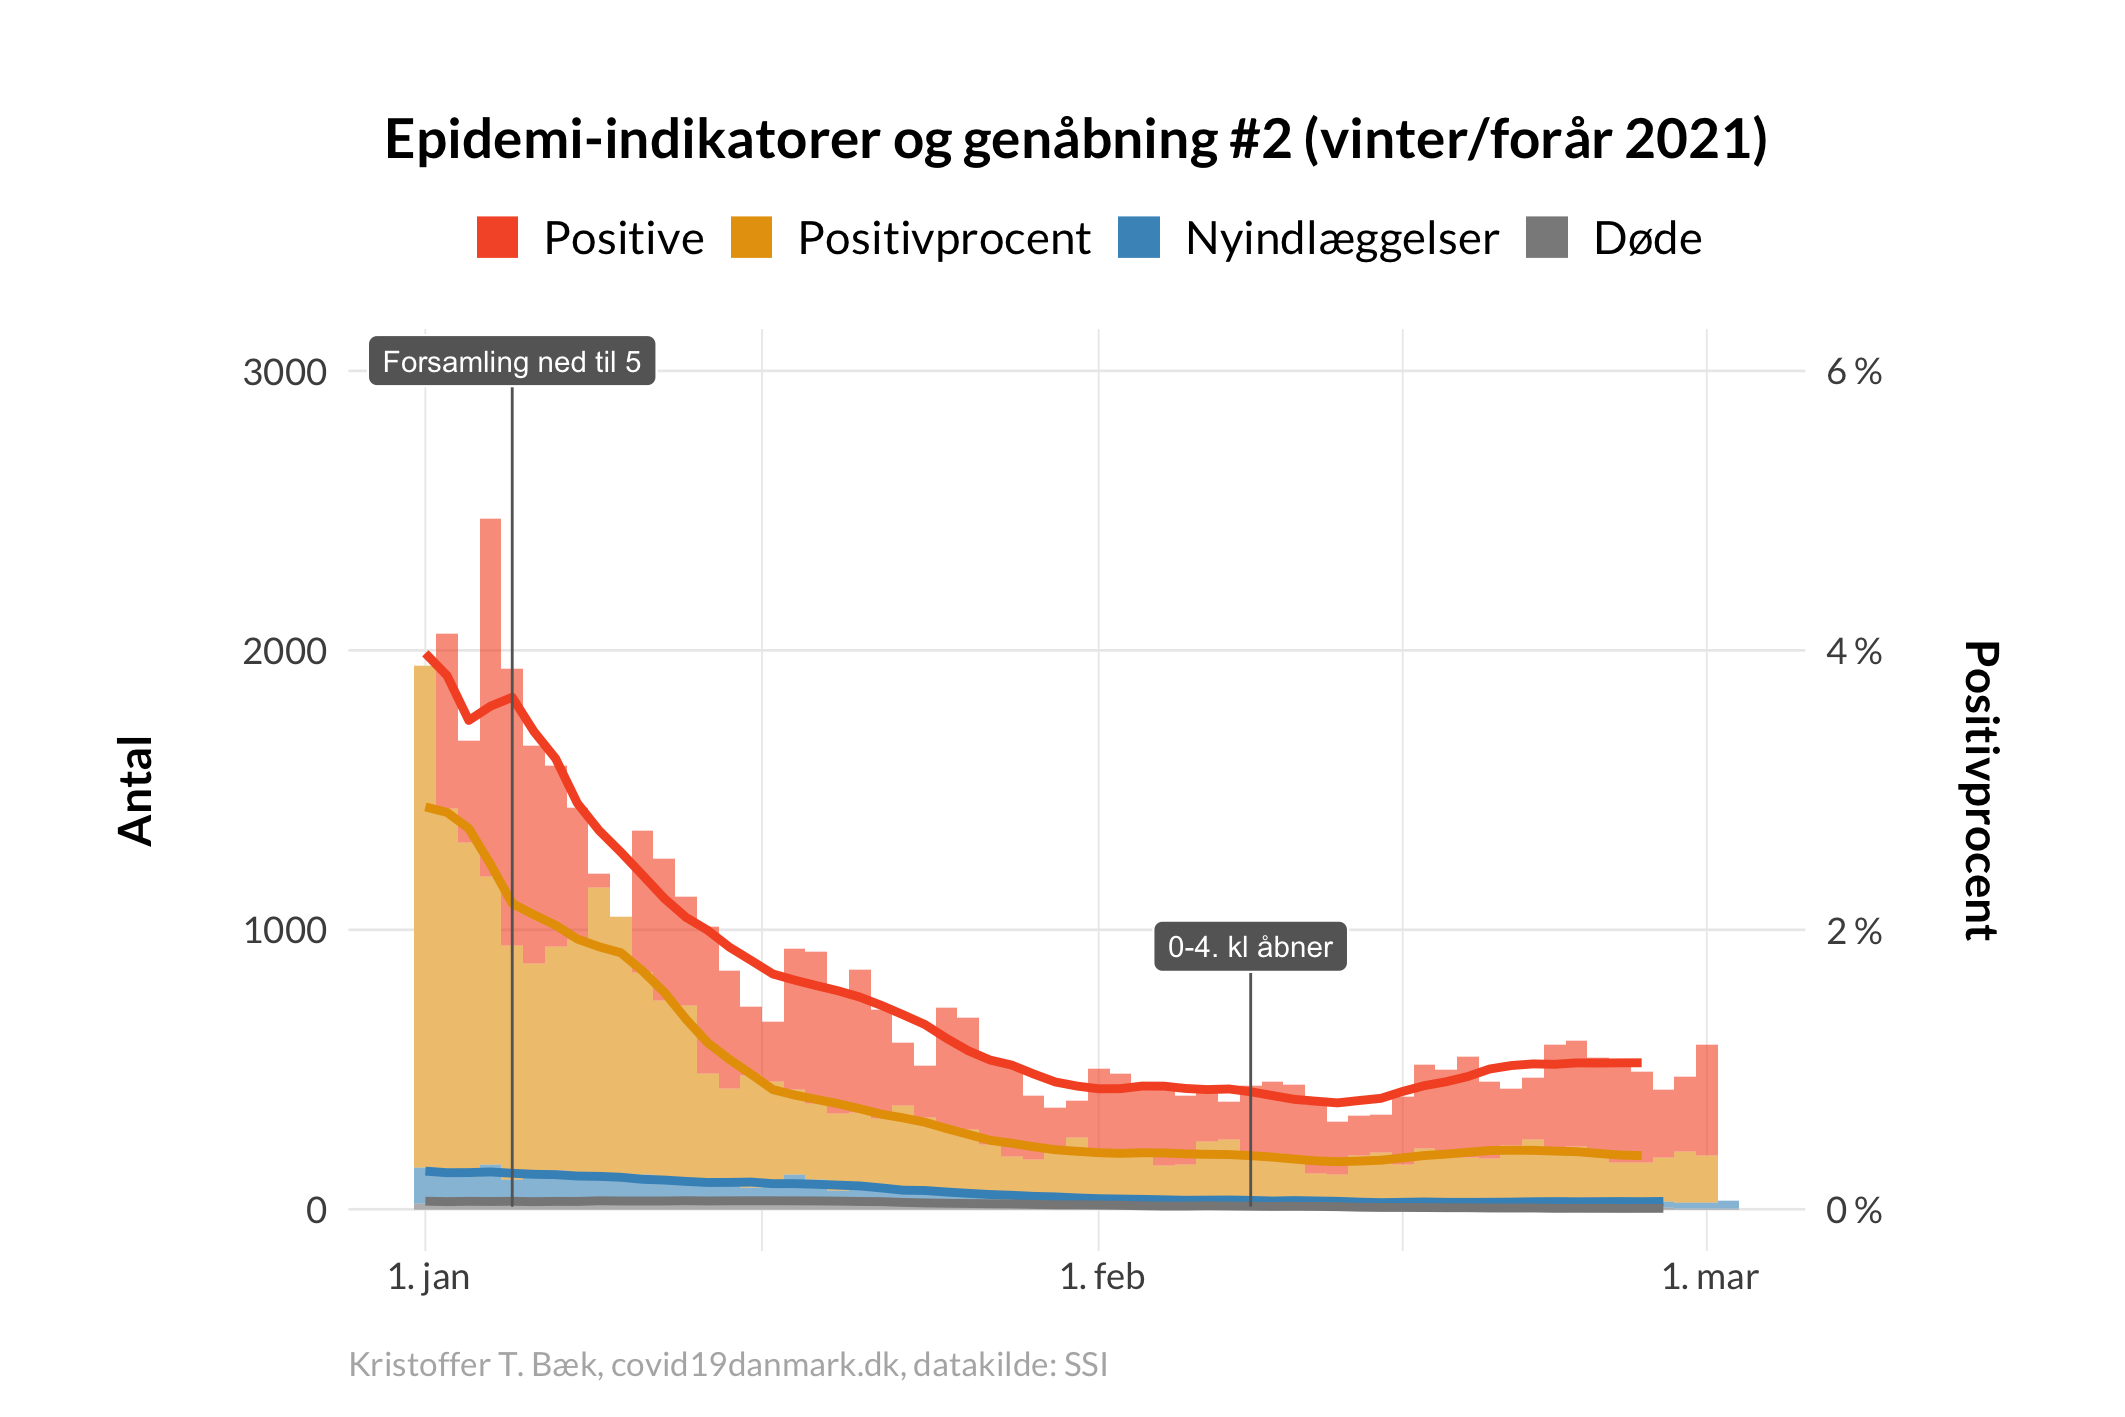 Epidemi-indikatorer og genåbning #2 (vinter/forår 2021)
Positive Positivprocent Nyindlæggelser Døde
Forsamling ned til 5
3000
2000
1000
0
Antal
6 %
4 %
2 %
0 %
Positivprocent
0-4. kl åbner
1. jan 1. feb 1. mar
Kristoffer T. Bæk, covid19danmark.dk, datakilde: SSI